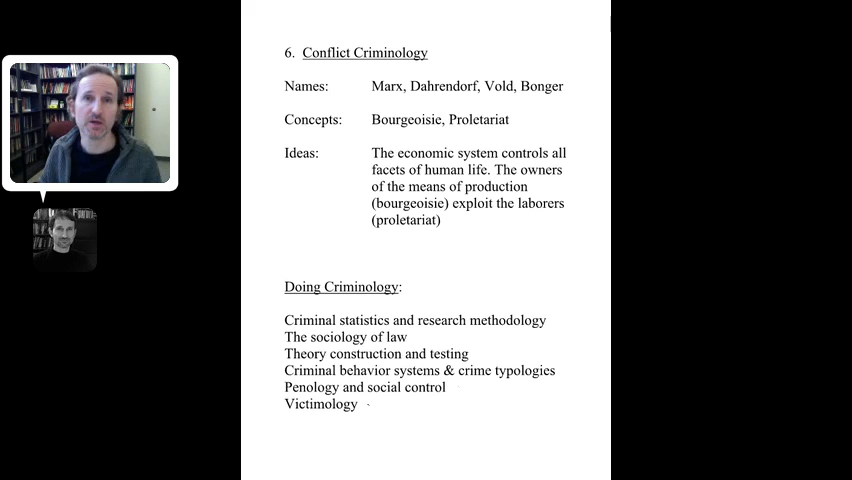 6. Conflict Criminology
Names: Marx, Dahrendorf, Vold, Bonger
Concepts: Bourgeoisie, Proletariat
Ideas: The economic system controls all
facets of human life. The owners
of the means of production
(bourgeoisie) exploit the laborers
(proletariat)
Doing Criminology:
Criminal statistics and research methodology
The sociology of law
Theory construction and testing
Criminal behavior systems & crime typologies
Penology and social control
Victimology